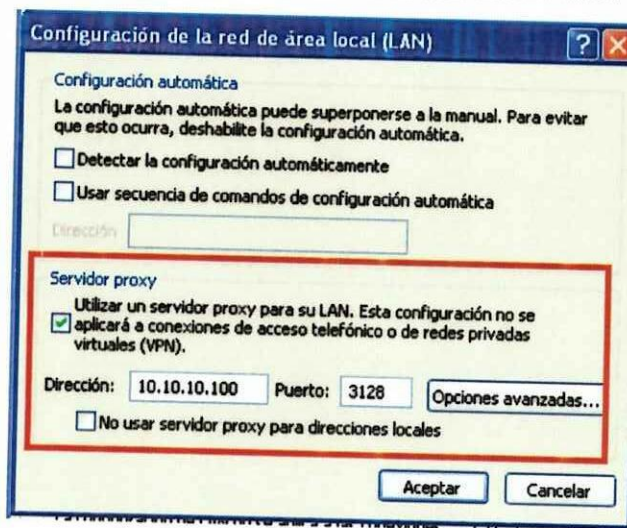 Configuración de la red de área local (LAN)
Configuración automática
La configuración automática puede superponerse a la manual. Para evitar
que esto ocurra, deshabilite la configuración automática.
Detectar la configuración automáticamente
Usar secuencia de comandos de configuración automática
Dirección
Servidor proxy
Utilizar un servidor proxy para su LAN. Esta configuración no se
aplicará a conexiones de acceso telefónico o de redes privadas
virtuales (VPN).
Dirección: 10.10.10.100 Puerto: 3128 Opciones avanzadas...
No usar servidor proxy para direcciones locales
Aceptar Cancelar